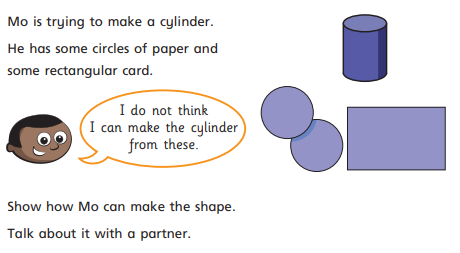 Mo is trying to make a cylinder.
He has some circles of paper and
some rectangular card.
I do not think
I can make the cylinder
from these.
Show how Mo can make the shape.
Talk about it with a partner.